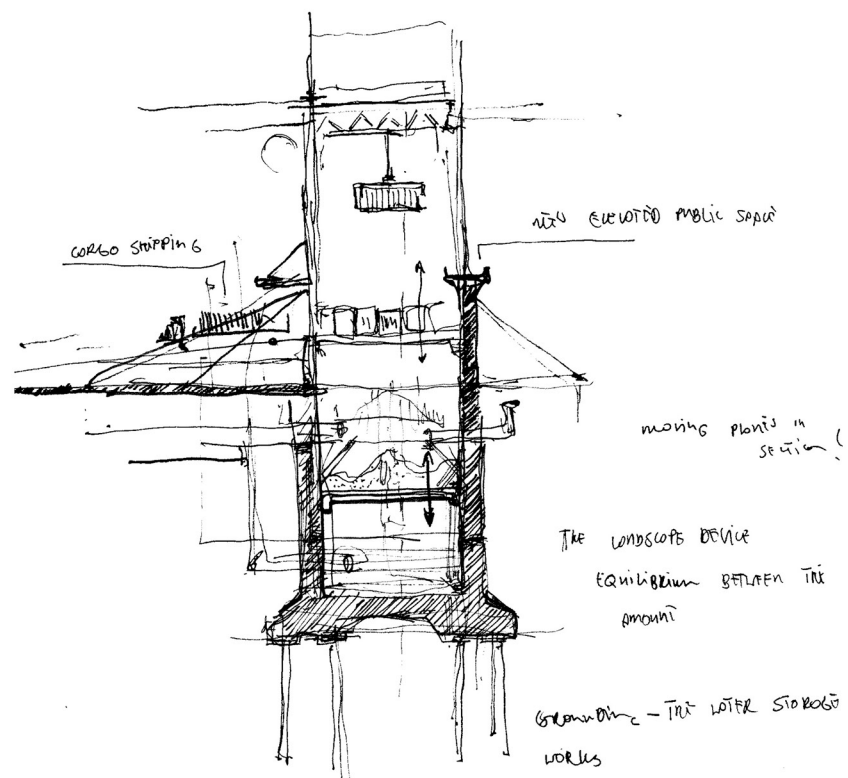 CARGO SHIPPING
NEW ELEVATED PUBLIC SPACE
MOVING PLANTS IN
SECTION!
THE LANDSCAPE DEVICE
EQUILIBRIUM BETWEEN THE
AMOUNT
GROUNDING – THE WATER STORAGE
WORKS